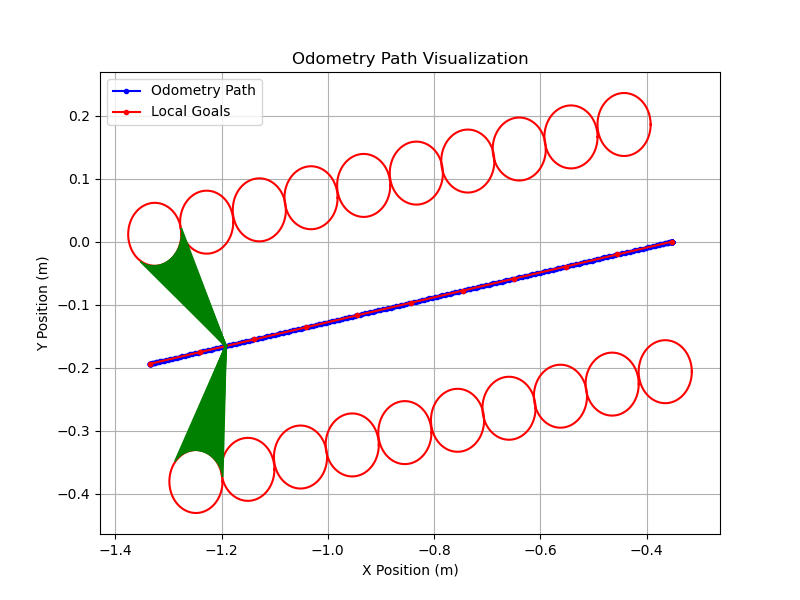 Odometry Path Visualization
Odometry Path
Local Goals
Y Position (m)
0.2
0.1
0.0
−0.1
−0.2
−0.3
−0.4
−1.4 −1.2 −1.0 −0.8 −0.6 −0.4
X Position (m)